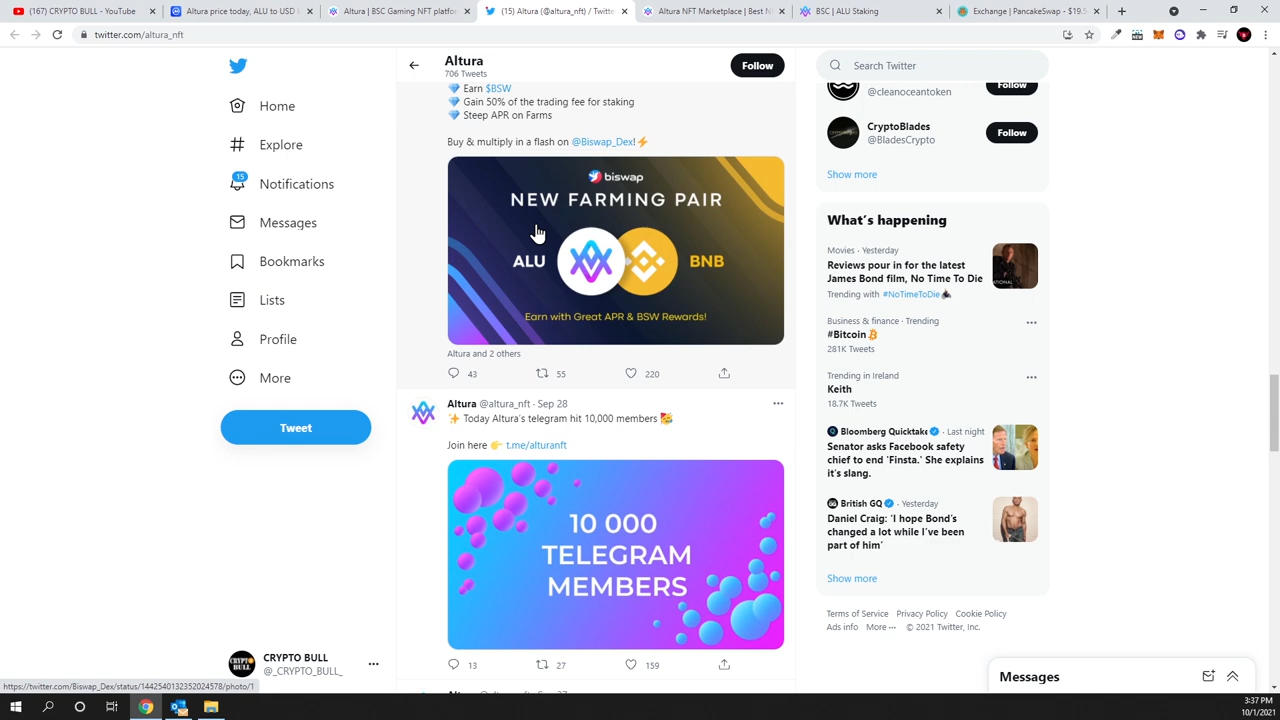 (167) CRYPTO BULL - YouTube
Altura price today, ALU to USD l
Altura | BSC Gaming NFT platfor
(15) Altura (@altura_nft) / Twitte
Altura NFT Marketplace | Best N
BSC | ALU Staking
Exchange | PancakeSwap - $19.5
twitter.com/altura_nft
Home
Explore
15
Notifications
Messages
Bookmarks
Lists
Profile
More
Tweet
CRYPTO BULL
@_CRYPTO_BULL_
Altura
706 Tweets
Follow
Earn $BSW
Gain 50% of the trading fee for staking
Steep APR on Farms
Buy & multiply in a flash on @Biswap_Dex!⚡
biswap
NEW FARMING PAIR
ALU
BNB
Earn with Great APR & BSW Rewards!
Altura and 2 others
43 55 220
Altura @altura_nft · Sep 28
✨ Today Altura's telegram hit 10,000 members 🥳
Join here 👉 t.me/alturanft
10 000
TELEGRAM
MEMBERS
13 27 159
Search Twitter
@cleanoceantoken
Follow
CryptoBlades
@BladesCrypto
Follow
Show more
What's happening
Movies · Yesterday
Reviews pour in for the latest
James Bond film, No Time To Die
Trending with #NoTimeToDie
Business & finance · Trending
#Bitcoin
281K Tweets
Trending in Ireland
Keith
18.7K Tweets
Bloomberg Quicktake · Last night
Senator asks Facebook safety
chief to end 'Finsta.' She explains
it's slang.
British GQ · Yesterday
Daniel Craig: 'I hope Bond's
changed a lot while I've been
part of him'
Show more
Terms of Service Privacy Policy Cookie Policy
Ads info More ··· © 2021 Twitter, Inc.
Messages
https://twitter.com/Biswap_Dex/status/1442540132352024578/photo/1
3:37 PM
10/1/2021